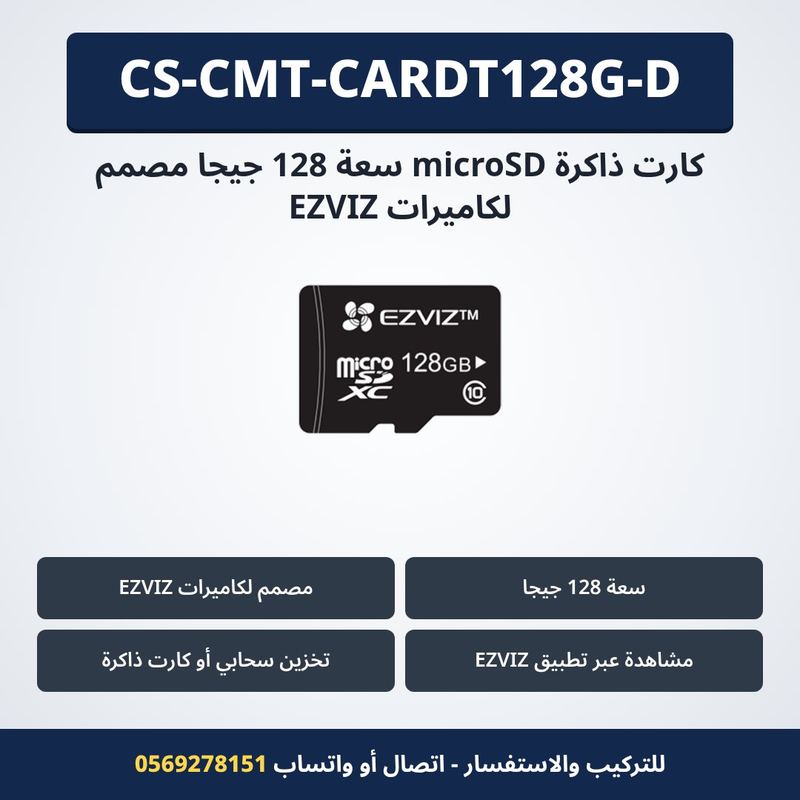 CS-CMT-CARDT128G-D
كارت ذاكرة microSD سعة 128 جيجا مصمم
لكاميرات EZVIZ
EZVIZ™
micro SD XC 128GB
10
سعة 128 جيجا
مصمم لكاميرات EZVIZ
مشاهدة عبر تطبيق EZVIZ
تخزين سحابي أو كارت ذاكرة
للتركيب والاستفسار - اتصال أو واتساب 0569278151